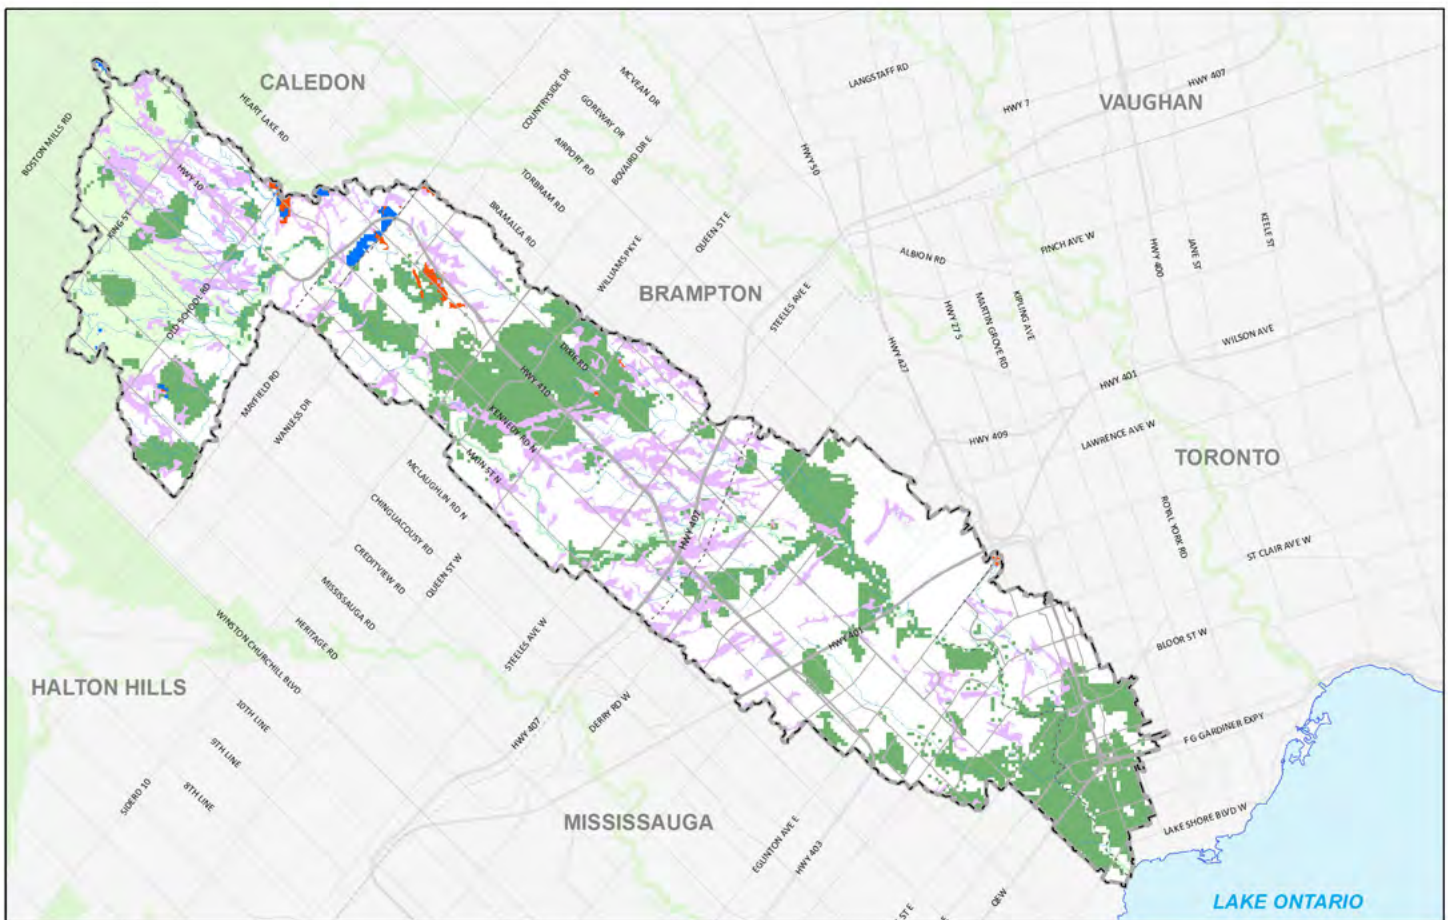 CALEDON
VAUGHAN
BRAMPTON
TORONTO
HALTON HILLS
MISSISSAUGA
LAKE ONTARIO
BOSTON MILLS RD
HEART LAKE RD
HWY 10
KING ST
OLD SCHOOL RD
MAYFIELD RD
WANLESS DR
COUNTRYSIDE DR
MCVEAN DR
GOREWAY DR
AIRPORT RD
BOVAIRD DR E
TORBRAM RD
BRAMALEA RD
WILLIAMS PKY E
QUEEN ST E
STEELES AVE E
LANGSTAFF RD
HWY 7
HWY 407
HWY 50
ALBION RD
FINCH AVE W
HWY 400
JANE ST
KEELE ST
HWY 27 S
MARTIN GROVE RD
KIPLING AVE
HWY 427
WILSON AVE
HWY 401
HWY 409
LAWRENCE AVE W
ROYAL YORK RD
ST CLAIR AVE W
BLOOR ST W
F G GARDINER EXPY
LAKE SHORE BLVD W
DIXIE RD
HWY 410
KENNEDY RD N
MAIN ST N
MCLAUGHLIN RD N
CHINGUACOUSY RD
CREDITVIEW RD
QUEEN ST W
MISSISSAUGA RD
HERITAGE RD
WINSTON CHURCHILL BLVD
STEELES AVE W
HWY 407
HWY 407
HWY 401
DERRY RD W
10TH LINE
9TH LINE
8TH LINE
SIDERD 10
EGLINTON AVE E
HWY 403
QEW
ST E